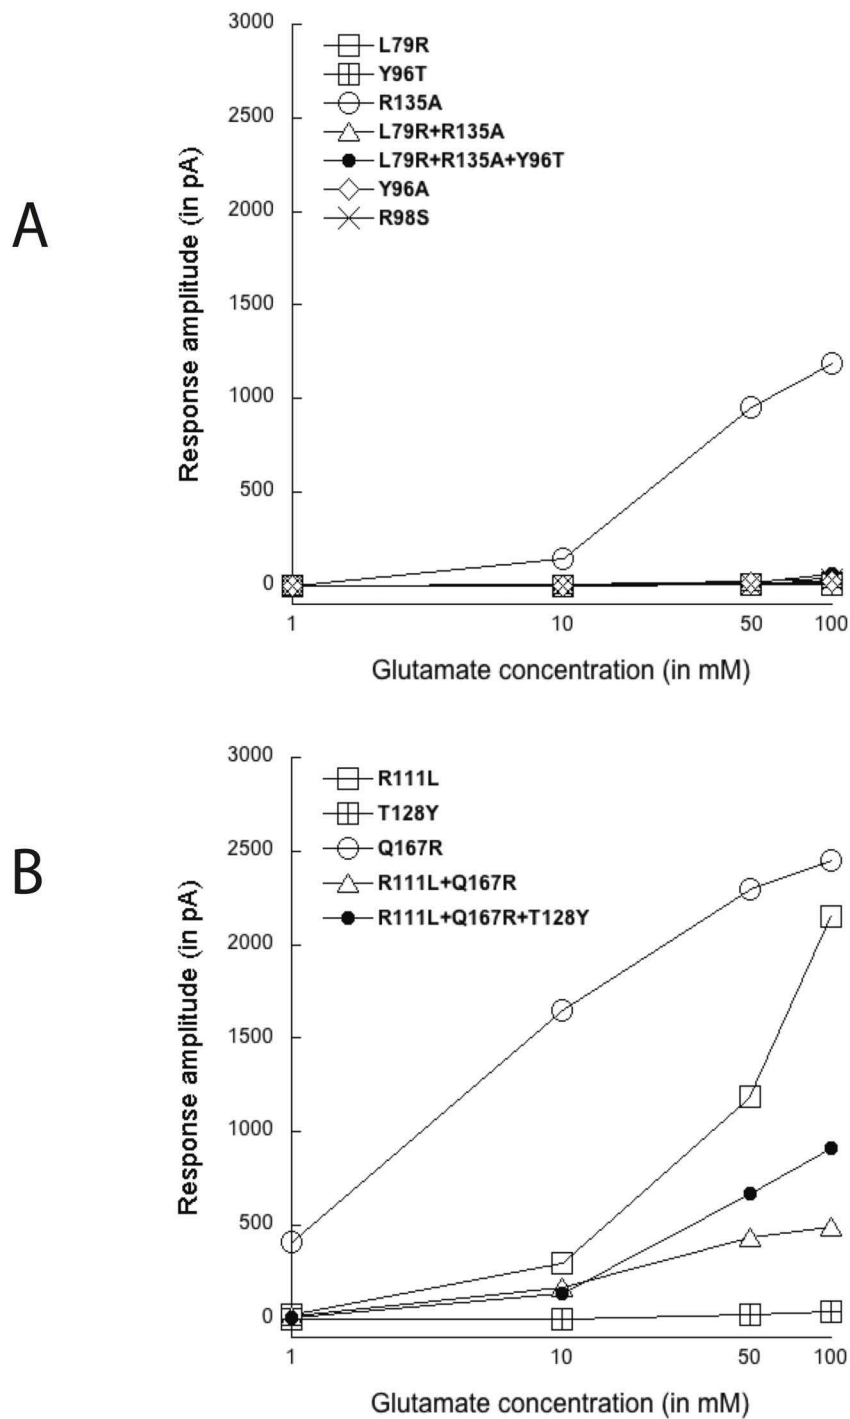 A
Response amplitude (in pA)
3000
2500
2000
1500
1000
500
0
L79R
Y96T
R135A
L79R+R135A
L79R+R135A+Y96T
Y96A
R98S
1
10
50
100
Glutamate concentration (in mM)
B
Response amplitude (in pA)
3000
2500
2000
1500
1000
500
0
R111L
T128Y
Q167R
R111L+Q167R
R111L+Q167R+T128Y
1
10
50
100
Glutamate concentration (in mM)